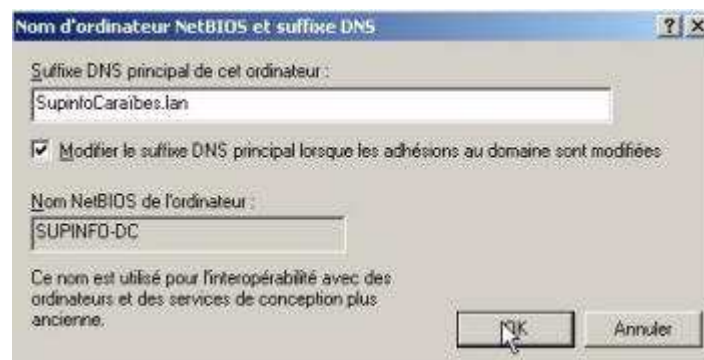 Nom d'ordinateur NetBIOS et suffixe DNS
Suffixe DNS principal de cet ordinateur :
SupinfoCaraïbes.lan
Modifier le suffixe DNS principal lorsque les adhésions au domaine sont modifiées
Nom NetBIOS de l'ordinateur :
SUPINFO-DC
Ce nom est utilisé pour l'interopérabilité avec des
ordinateurs et des services de conception plus
ancienne.
OK Annuler